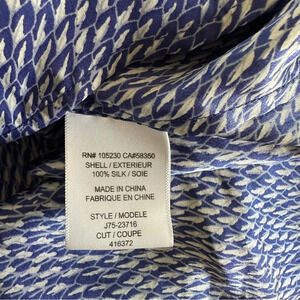 RN# 105230 CA#58350
SHELL / EXTERIEUR
100% SILK / SOIE
MADE IN CHINA
FABRIQUE EN CHINE
STYLE / MODELE
J75-23716
CUT / COUPE
416372